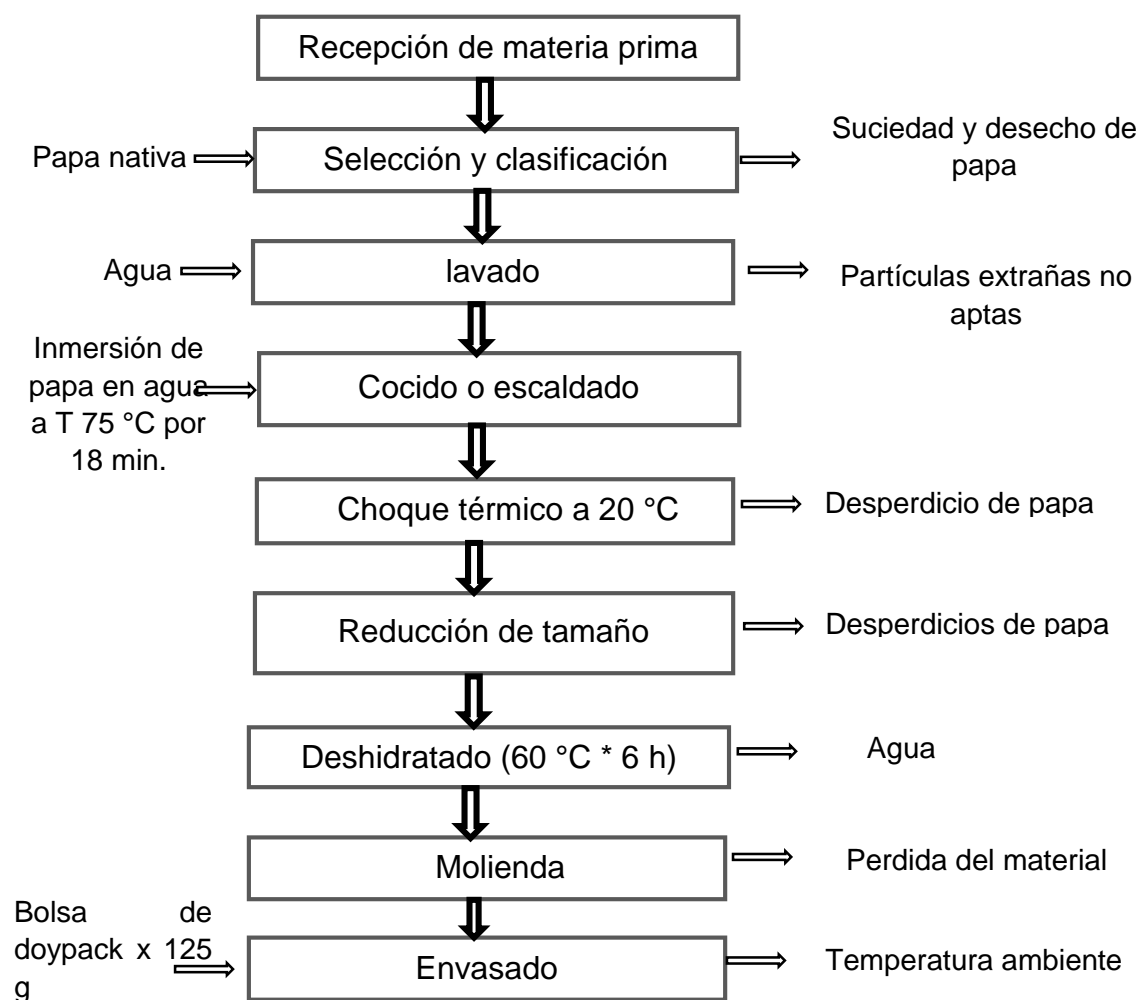 Recepción de materia prima
Papa nativa
Selección y clasificación
Suciedad y desecho de
papa
Agua
lavado
Partículas extrañas no
aptas
Inmersión de
papa en agua
a T 75 °C por
18 min.
Cocido o escaldado
Choque térmico a 20 °C
Desperdicio de papa
Reducción de tamaño
Desperdicios de papa
Deshidratado (60 °C * 6 h)
Agua
Molienda
Perdida del material
Bolsa de
doypack x 125
g
Envasado
Temperatura ambiente